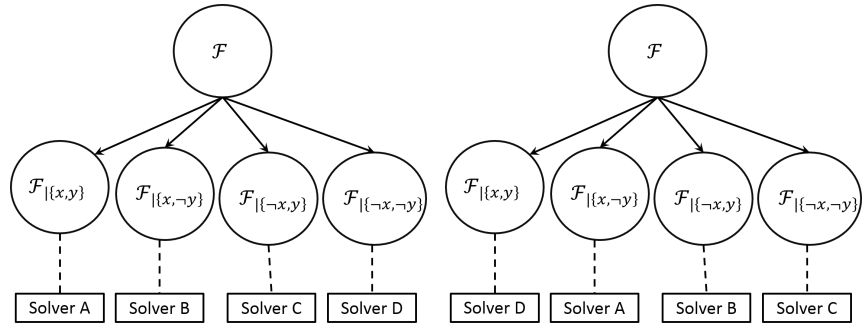 ℱ ℱ
ℱ|{x,y} ℱ|{x,¬y} ℱ|{¬x,y} ℱ|{¬x,¬y} ℱ|{x,y} ℱ|{x,¬y} ℱ|{¬x,y} ℱ|{¬x,¬y}
Solver A Solver B Solver C Solver D Solver D Solver A Solver B Solver C